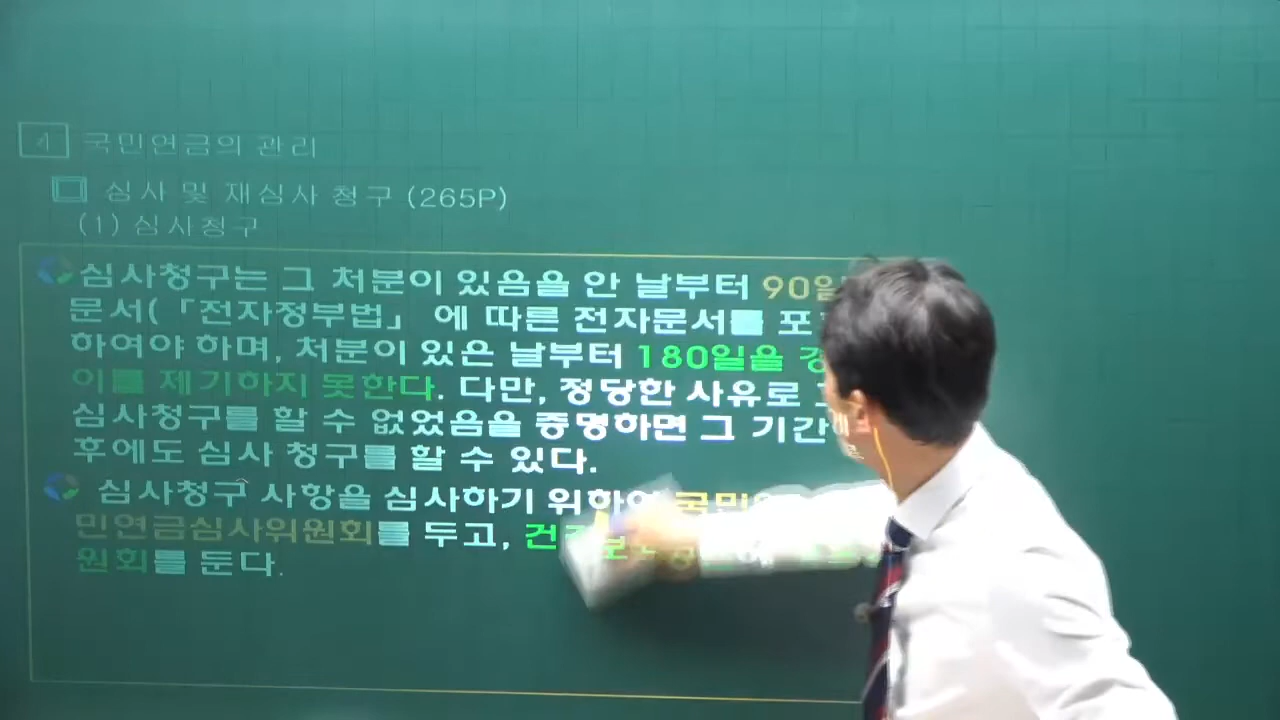 4 국민연금의 관리
심사 및 재심사 청구 (265P)
(1) 심사청구
심사청구는 그 처분이 있음을 안 날부터 90일
문서(「전자정부법」 에 따른 전자문서를 포
하여야 하며, 처분이 있은 날부터 180일을
이를 제기하지 못한다. 다만, 정당한 사유로
심사청구를 할 수 없었음을 증명하면 그 기간
후에도 심사 청구를 할 수 있다.
심사청구 사항을 심사하기 위하여 국민
민연금심사위원회를 두고,
원회를 둔다.